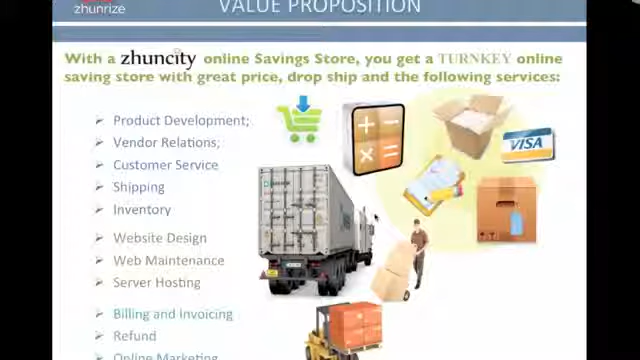 zhunrize
VALUE PROPOSITION
With a zhuncity online Savings Store, you get a TURNKEY online
saving store with great price, drop ship and the following services:
Product Development;
Vendor Relations;
Customer Service
Shipping
Inventory
Website Design
Web Maintenance
Server Hosting
Billing and Invoicing
Refund
Online Marketing
VISA